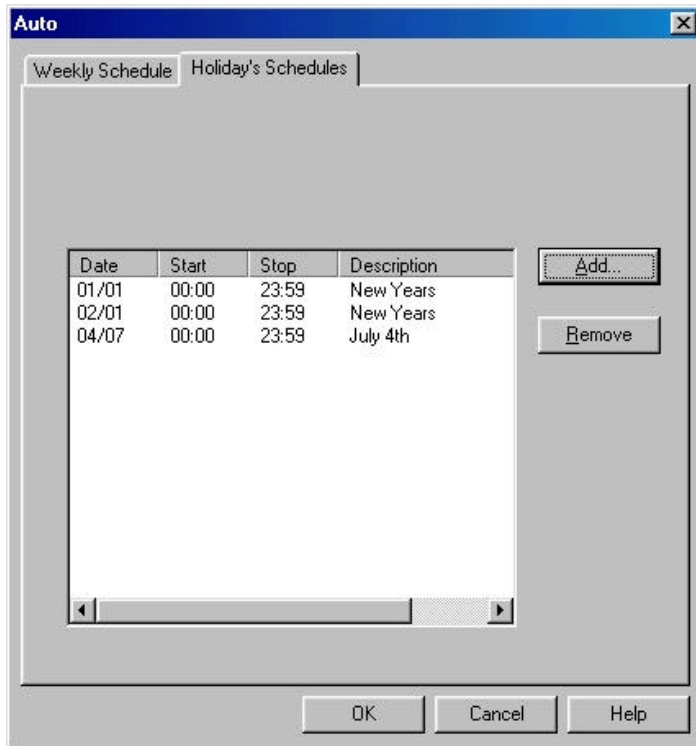 Auto
Weekly Schedule Holiday's Schedules
Date Start Stop Description
01/01 00:00 23:59 New Years
02/01 00:00 23:59 New Years
04/07 00:00 23:59 July 4th
Add...
Remove
OK Cancel Help